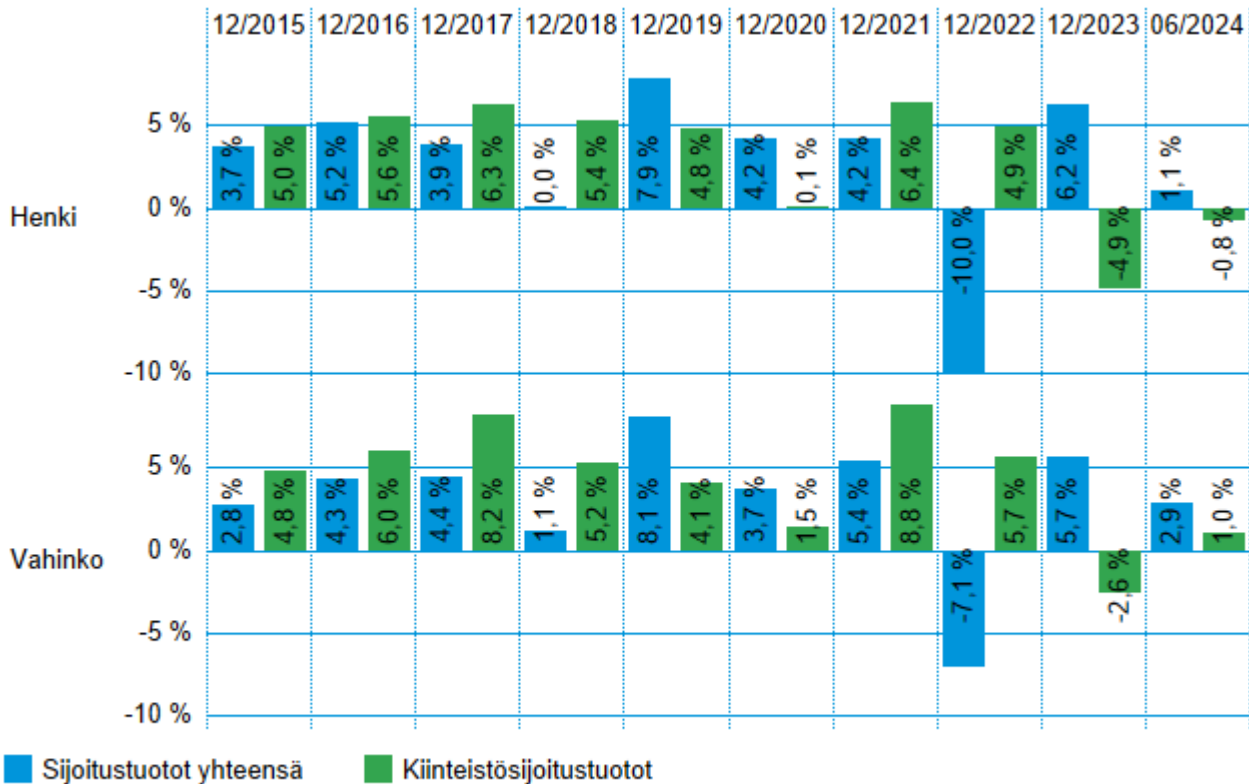 12/2015 12/2016 12/2017 12/2018 12/2019 12/2020 12/2021 12/2022 12/2023 06/2024
Henki
5 %
0 %
-5 %
-10 %
3,7 % 5,0 % 5,2 % 5,6 % 3,9 % 6,3 % 0,0 % 5,4 % 7,9 % 4,8 % 4,2 % 0,1 % 4,2 % 6,4 % -10,0 % 4,9 % 6,2 % -4,9 % 1,1 % -0,8 %
Vahinko
5 %
0 %
-5 %
-10 %
2,8 % 4,8 % 4,3 % 6,0 % 4,4 % 8,2 % 1,1 % 5,2 % 8,1 % 4,1 % 3,7 % 1,5 % 5,4 % 8,8 % -7,1 % 5,7 % 5,7 % -2,6 % 2,9 % 1,0 %
Sijoitustuotot yhteensä Kiinteistösijoitustuotot